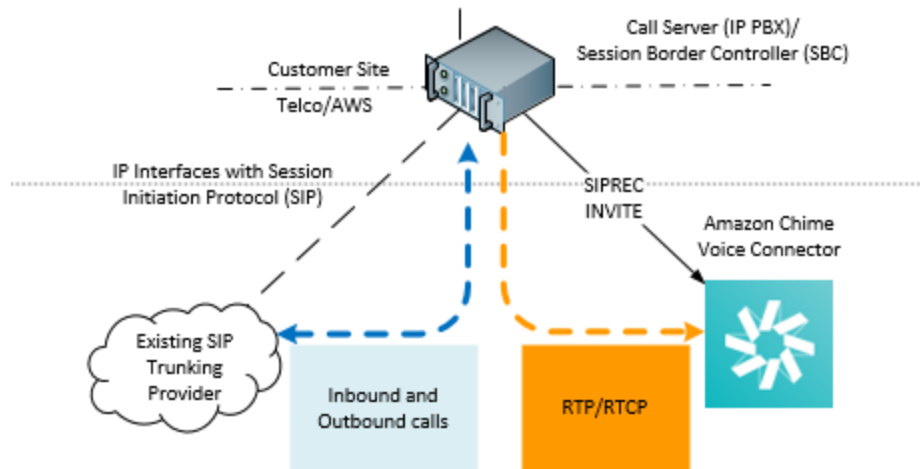 Call Server (IP PBX)/
Session Border Controller (SBC)
Customer Site
Telco/AWS
IP Interfaces with Session
Initiation Protocol (SIP)
SIPREC
INVITE
Amazon Chime
Voice Connector
Existing SIP
Trunking
Provider
Inbound and
Outbound calls
RTP/RTCP